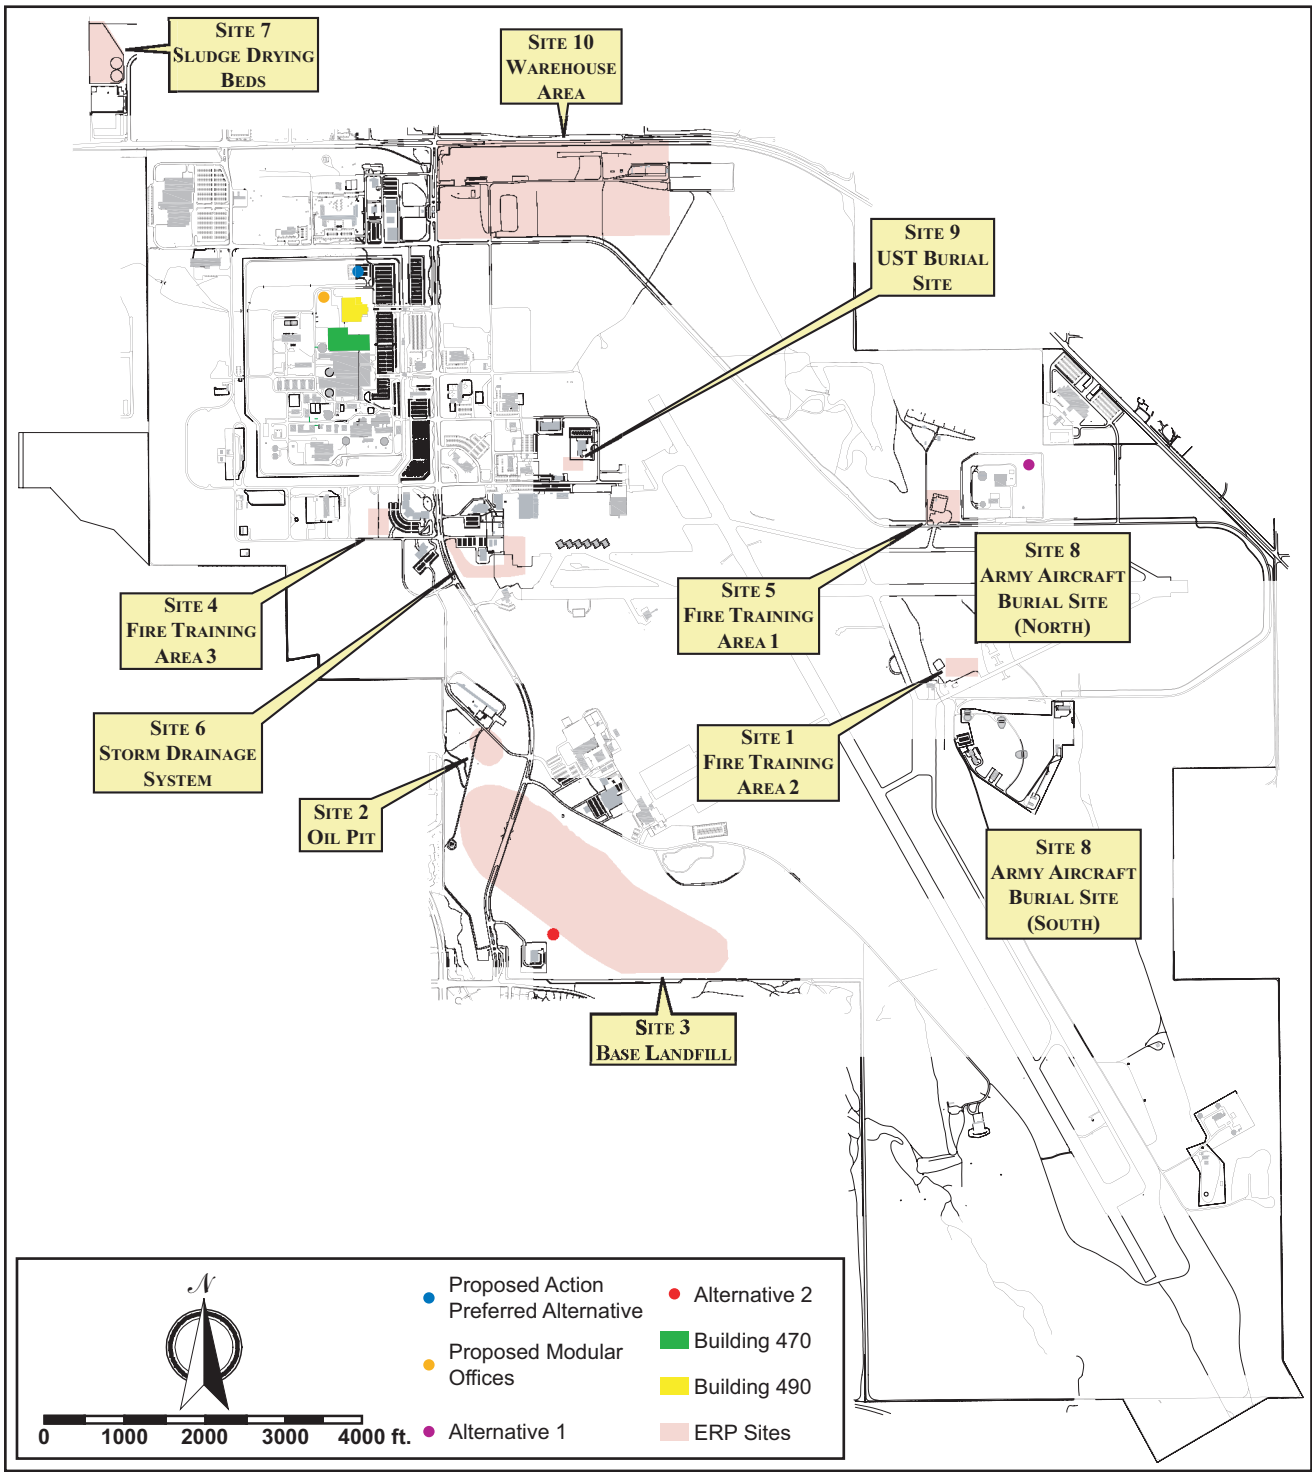 SITE 7
SLUDGE DRYING
BEDS
SITE 10
WAREHOUSE
AREA
SITE 9
UST BURIAL
SITE
SITE 8
ARMY AIRCRAFT
BURIAL SITE
(NORTH)
SITE 5
FIRE TRAINING
AREA 1
SITE 4
FIRE TRAINING
AREA 3
SITE 6
STORM DRAINAGE
SYSTEM
SITE 1
FIRE TRAINING
AREA 2
SITE 2
OIL PIT
SITE 8
ARMY AIRCRAFT
BURIAL SITE
(SOUTH)
SITE 3
BASE LANDFILL
N
0 1000 2000 3000 4000 ft.
Proposed Action
Preferred Alternative
Proposed Modular
Offices
Alternative 1
Alternative 2
Building 470
Building 490
ERP Sites